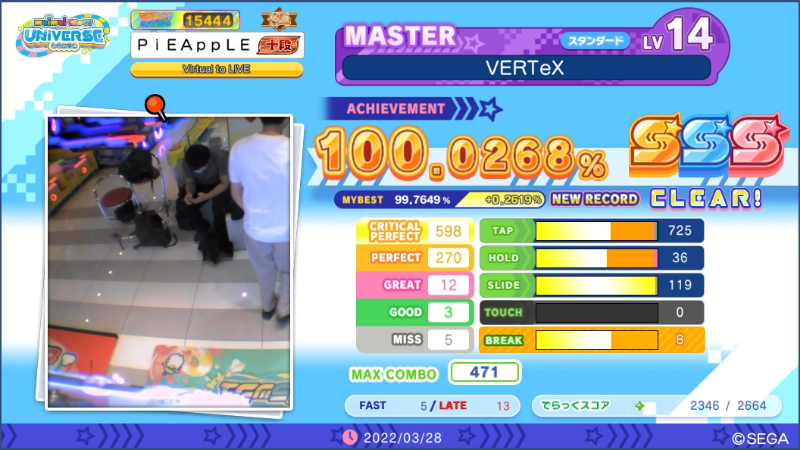 maimai でらっくす
UNiVERSE
15444
PiEAppLE 十段
Virtual to LIVE
MASTER スタンダード LV 14
VERTeX
ACHIEVEMENT
100.0268% SSS
MYBEST 99.7649% +0.2619% NEW RECORD CLEAR!
CRITICAL PERFECT 598 TAP 725
PERFECT 270 HOLD 36
GREAT 12 SLIDE 119
GOOD 3 TOUCH 0
MISS 5 BREAK 8
MAX COMBO 471
FAST 5 / LATE 13 でらっくスコア 2346 / 2664
2022/03/28 ©SEGA